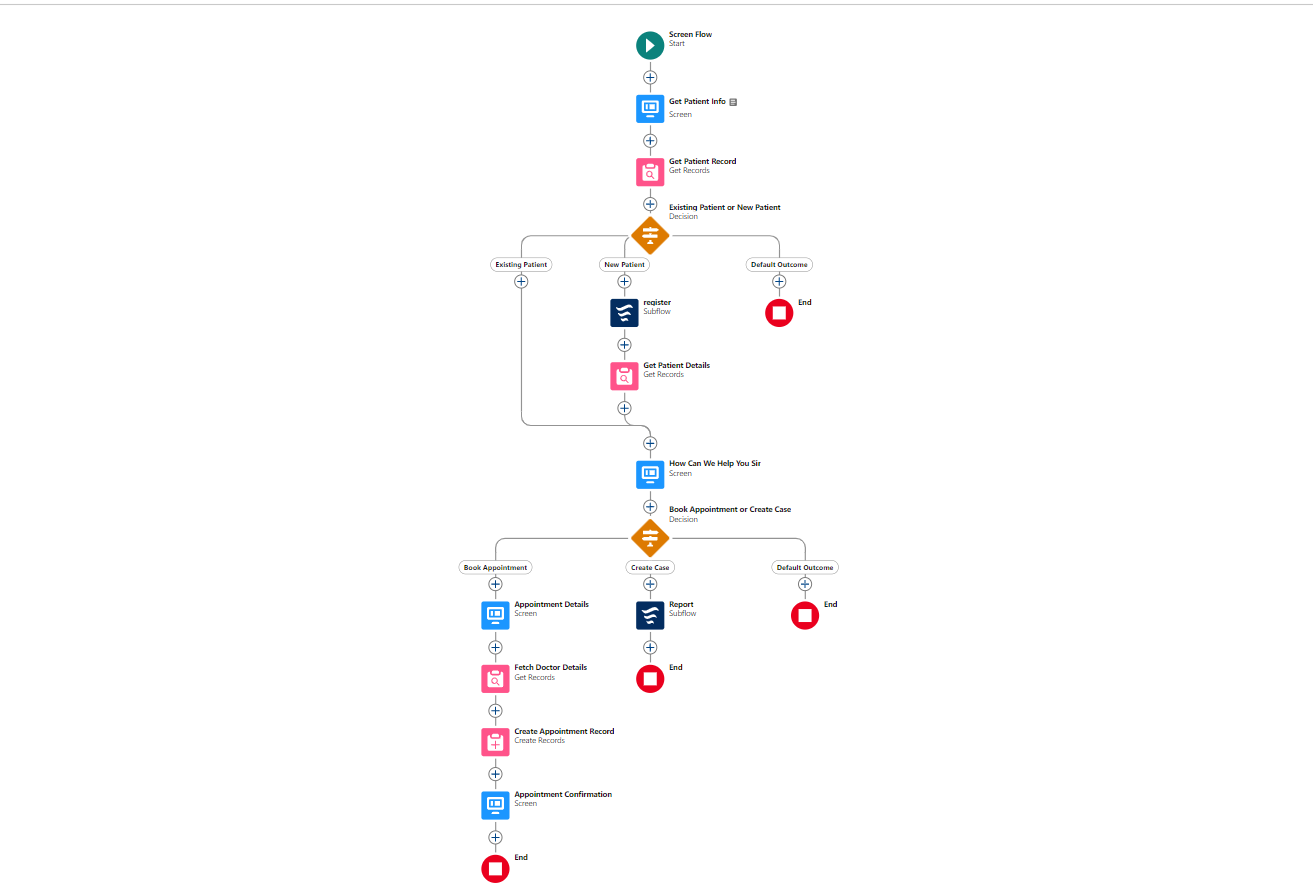 Screen Flow
Start
Get Patient Info
Screen
Get Patient Record
Get Records
Existing Patient or New Patient
Decision
Existing Patient
New Patient
Default Outcome
register
Subflow
End
Get Patient Details
Get Records
How Can We Help You Sir
Screen
Book Appointment or Create Case
Decision
Book Appointment
Create Case
Default Outcome
Appointment Details
Screen
Report
Subflow
End
Fetch Doctor Details
Get Records
End
Create Appointment Record
Create Records
Appointment Confirmation
Screen
End